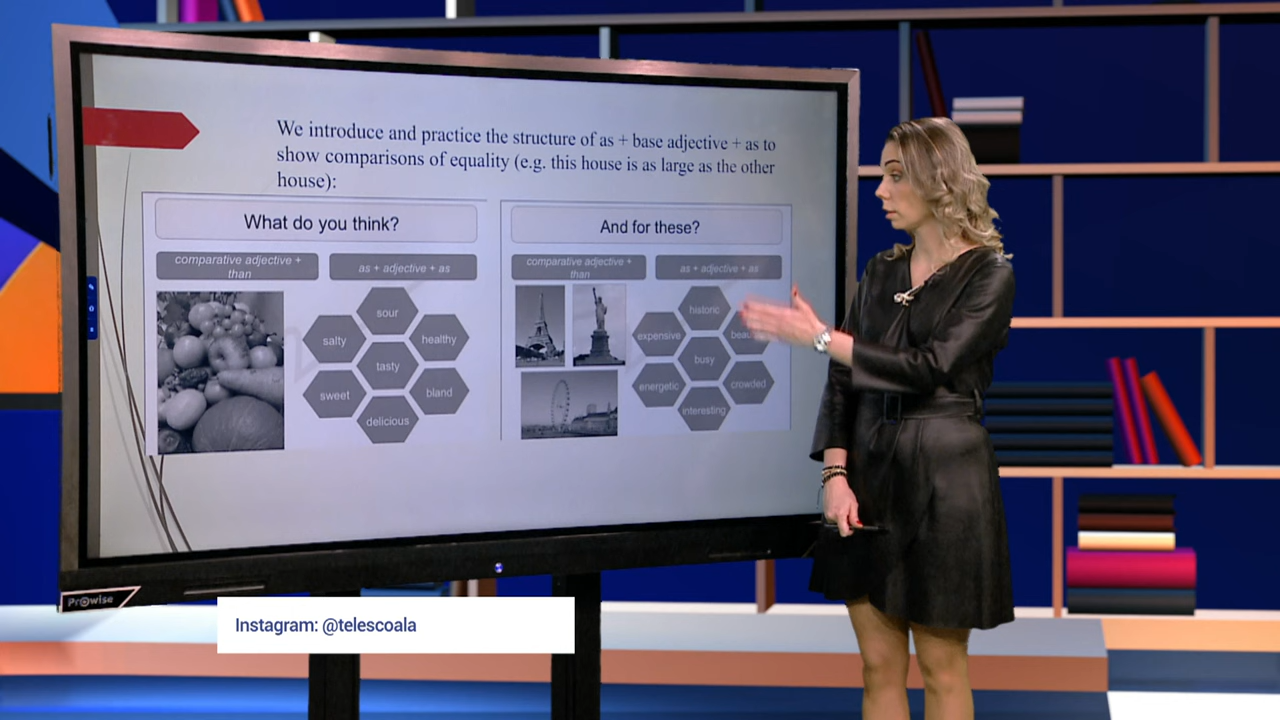 We introduce and practice the structure of as + base adjective + as to
show comparisons of equality (e.g. this house is as large as the other
house):
What do you think?
comparative adjective +
than
as + adjective + as
sour
salty
healthy
tasty
sweet
bland
delicious
And for these?
comparative adjective +
than
as + adjective + as
historic
expensive
busy
energetic
crowded
interesting
Prowise
Instagram: @telescoala